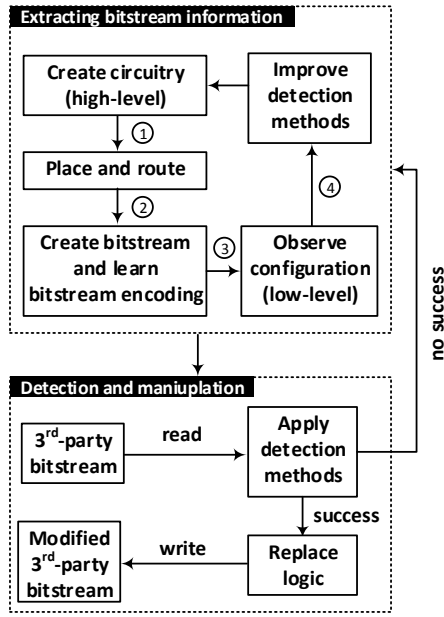 Extracting bitstream information
Create circuitry
(high-level)
Improve
detection
methods
1
Place and route
4
2
Create bitstream
and learn
bitstream encoding
3
Observe
configuration
(low-level)
no success
Detection and maniuplation
3rd-party
bitstream
read
Apply
detection
methods
success
Modified
3rd-party
bitstream
write
Replace
logic